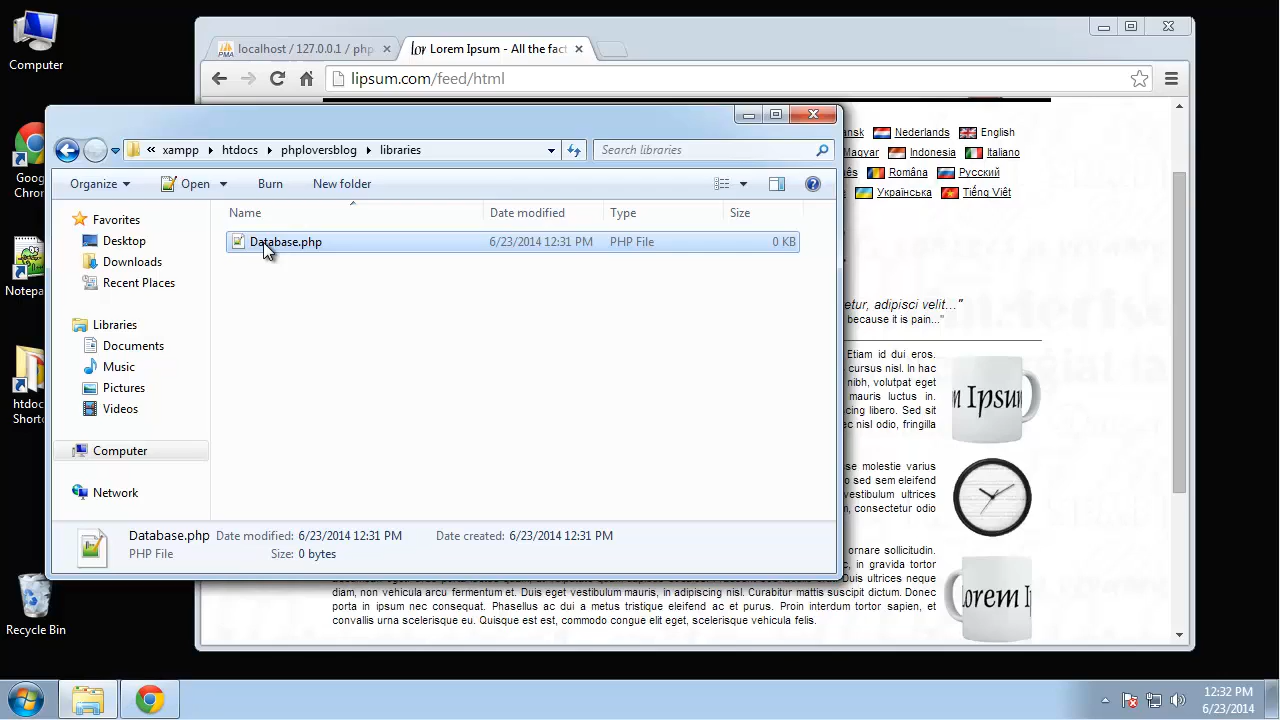 Computer
Goog
Chron
Notepa
htdoc
Shorto
Recycle Bin
localhost / 127.0.0.1 / php
Lorem Ipsum - All the fact
lipsum.com/feed/html
Nederlands
English
Magyar
Indonesia
Italiano
Română
Русский
Українська
Tiếng Việt
etur, adipisci velit..."
because it is pain..."
Etiam id dui eros.
cursus nisl. In hac
nibh, volutpat eget
mauris luctus in.
cing libero. Sed sit
nec nisl odio, fringilla
se molestie varius
o sed sem eleifend
vestibulum ultrices
n, consectetur odio
ornare sollicitudin.
c, in gravida tortor
Duis ultrices neque
diam, non vehicula arcu fermentum et. Duis eget vestibulum mauris, in adipiscing nisl. Curabitur mattis suscipit dictum. Donec
porta in ipsum nec consequat. Phasellus ac dui a metus tristique eleifend ac et purus. Proin interdum tortor sapien, et
convallis urna scelerisque eu. Quisque est est, commodo congue elit eget, scelerisque vehicula felis.
m Ipsum
Lorem I
xampp
htdocs
phploversblog
libraries
Search libraries
Organize
Open
Burn
New folder
Name
Date modified
Type
Size
Database.php
6/23/2014 12:31 PM
PHP File
0 KB
Favorites
Desktop
Downloads
Recent Places
Libraries
Documents
Music
Pictures
Videos
Computer
Network
Database.php Date modified: 6/23/2014 12:31 PM Date created: 6/23/2014 12:31 PM
PHP File Size: 0 bytes
12:32 PM
6/23/2014